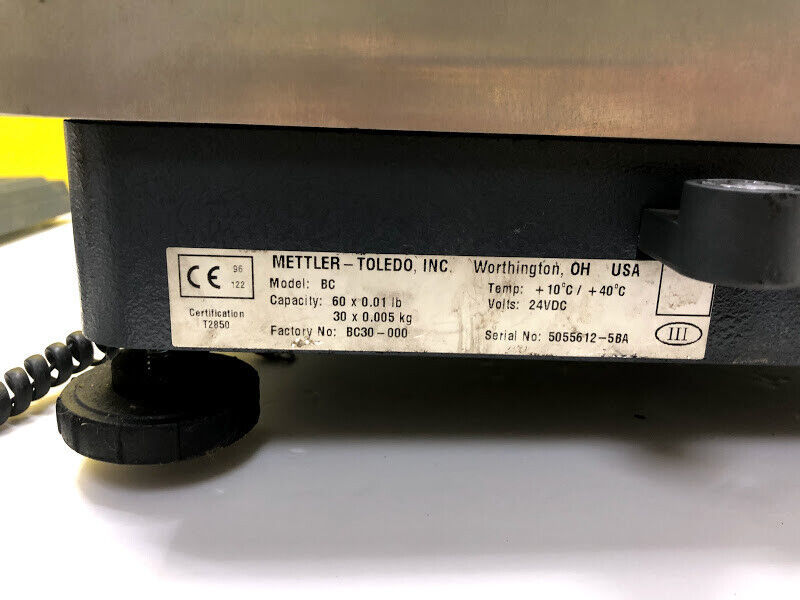 METTLER-TOLEDO, INC. Worthington, OH USA
CE 96
122
Model: BC
Temp: +10°C / +40°C
Capacity: 60 x 0.01 lb
Volts: 24VDC
30 x 0.005 kg
Certification
T2850
Factory No: BC30-000
Serial No: 5055612-5BA
III